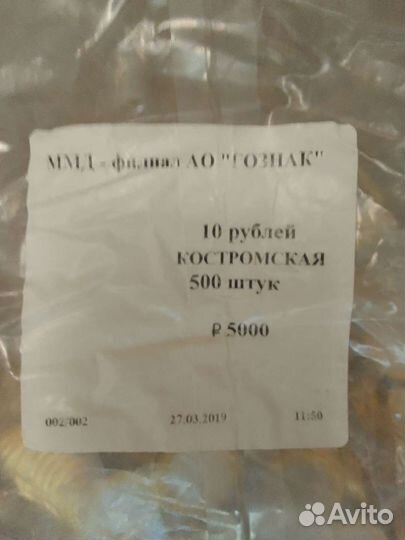 ММД - филиал АО "ГОЗНАК"
10 рублей
КОСТРОМСКАЯ
500 штук
₽ 5000
002/002 27.03.2019 11:50
Avito